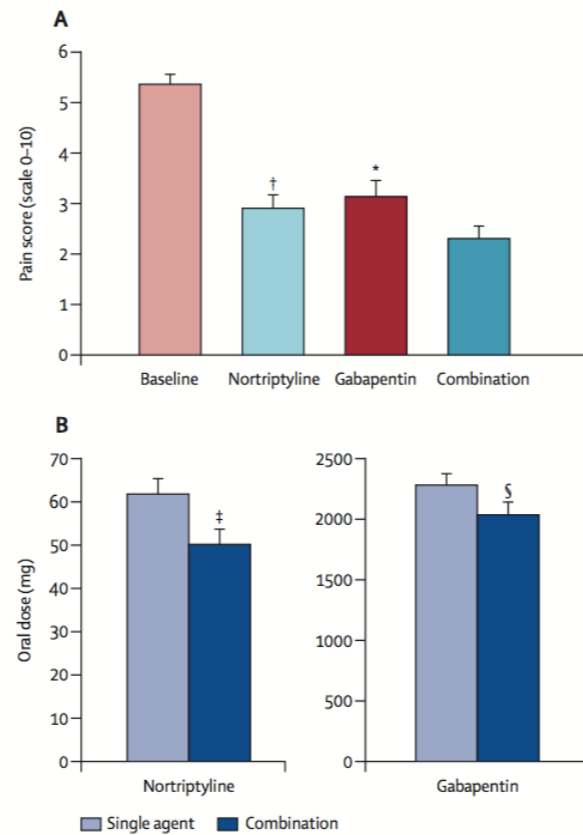 A
Pain score (scale 0–10)
6
5
4
3
2
1
0
†
*
Baseline
Nortriptyline
Gabapentin
Combination
B
Oral dose (mg)
70
60
50
40
30
20
10
0
‡
Nortriptyline
2500
2000
1500
1000
500
0
§
Gabapentin
Single agent
Combination